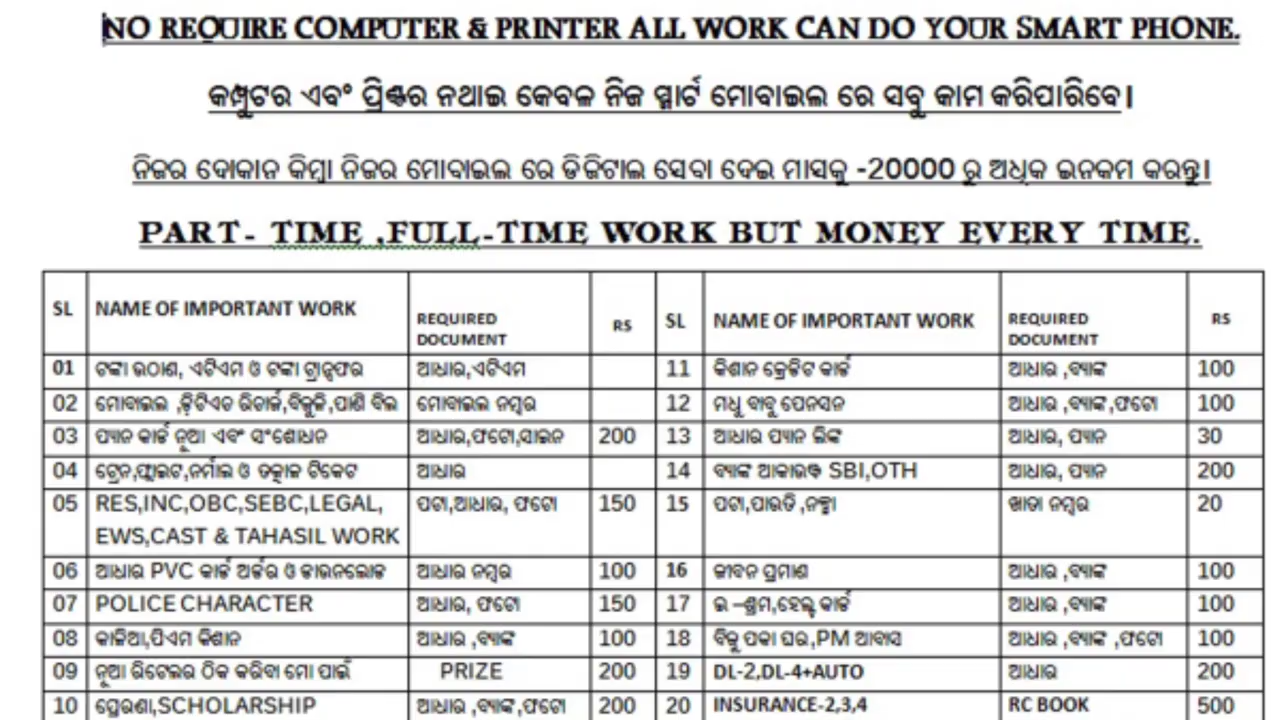 NO REQUIRE COMPUTER & PRINTER ALL WORK CAN DO YOUR SMART PHONE.
କମ୍ପୁଟର ଏବଂ ପ୍ରିଣ୍ଟର ନଥାଇ କେବଳ ନିଜ ସ୍ମାର୍ଟ ମୋବାଇଲ ରେ ସବୁ କାମ କରିପାରିବେ।
ନିଜର ଦୋକାନ କିମ୍ବା ନିଜର ମୋବାଇଲ ରେ ଡିଜିଟାଲ ସେବା ଦେଇ ମାସକୁ -20000 ରୁ ଅଧିକ ଇନକମ କରନ୍ତୁ।
PART- TIME ,FULL-TIME WORK BUT MONEY EVERY TIME.
SL NAME OF IMPORTANT WORK REQUIRED DOCUMENT RS SL NAME OF IMPORTANT WORK REQUIRED DOCUMENT RS
01 ଟଙ୍କା ଉଠାଣ, ଏଟିଏମ ଓ ଟଙ୍କା ଟ୍ରାନ୍ସଫର ଆଧାର,ଏଟିଏମ 11 କିଶାନ କ୍ରେଡିଟ କାର୍ଡ ଆଧାର ,ବ୍ୟାଙ୍କ 100
02 ମୋବାଇଲ ,ଡ଼ିଟିଏଚ ରିଚାର୍ଜ,ବିଜୁଳି,ପାଣି ବିଲ ମୋବାଇଲ ନମ୍ବର 12 ମଧୁ ବାବୁ ପେନସନ ଆଧାର ,ବ୍ୟାଙ୍କ,ଫଟୋ 100
03 ପ୍ୟାନ କାର୍ଡ ନୂଆ ଏବଂ ସଂଶୋଧନ ଆଧାର,ଫଟୋ,ସାଇନ 200 13 ଆଧାର ପ୍ୟାନ ଲିଙ୍କ ଆଧାର, ପ୍ୟାନ 30
04 ଟ୍ରେନ,ଫ୍ଲାଇଟ,ନର୍ମାଲ ଓ ତତ୍କାଳ ଟିକେଟ ଆଧାର 14 ବ୍ୟାଙ୍କ ଆକାଉଣ୍ଟ SBI,OTH ଆଧାର, ପ୍ୟାନ 200
05 RES,INC,OBC,SEBC,LEGAL, ପଟା,ଆଧାର, ଫଟୋ 150 15 ପଟା,ପାଉତି ,ନକ୍ସା ଖାତା ନମ୍ବର 20
EWS,CAST & TAHASIL WORK
06 ଆଧାର PVC କାର୍ଡ ଅର୍ଡର ଓ ଡାଉନଲୋଡ ଆଧାର ନମ୍ବର 100 16 ଜୀବନ ପ୍ରମାଣ ଆଧାର ,ବ୍ୟାଙ୍କ 100
07 POLICE CHARACTER ଆଧାର, ଫଟୋ 150 17 ଇ –ଶ୍ରମ,ହେଲ୍ଥ କାର୍ଡ ଆଧାର ,ବ୍ୟାଙ୍କ 100
08 କାଳିଆ,ପିଏମ କିଶାନ ଆଧାର ,ବ୍ୟାଙ୍କ 100 18 ବିଜୁ ପକା ଘର,PM ଆବାସ ଆଧାର ,ବ୍ୟାଙ୍କ ,ଫଟୋ 100
09 ନୂଆ ରିଟେଲର ଠିକ କରିବା ମୋ ପାଇଁ PRIZE 200 19 DL-2,DL-4+AUTO ଆଧାର 200
10 ପ୍ରେରଣା,SCHOLARSHIP ଆଧାର ,ବ୍ୟାଙ୍କ,ଫଟୋ 200 20 INSURANCE-2,3,4 RC BOOK 500